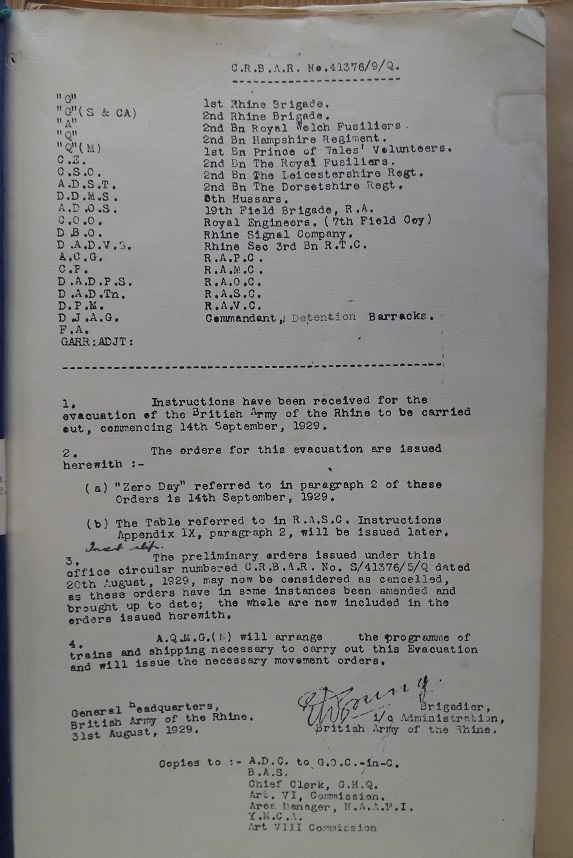 C.R.B.A.R. No.41376/9/Q.
"G" 1st Rhine Brigade.
"G"(S & CA) 2nd Rhine Brigade.
"A" 2nd Bn Royal Welch Fusiliers.
"Q" 2nd Bn Hampshire Regiment.
"Q"(M) 1st Bn Prince of Wales' Volunteers.
C.E. 2nd Bn The Royal Fusiliers.
C.S.O. 2nd Bn The Leicestershire Regt.
A.D.S.T. 2nd Bn The Dorsetshire Regt.
D.D.M.S. 8th Hussars.
A.D.O.S. 19th Field Brigade, R.A.
C.O.O. Royal Engineers. (7th Field Coy)
D.B.O. Rhine Signal Company.
D.A.D.V.S. Rhine Sec 3rd Bn R.T.C.
A.C.G. R.A.P.C.
C.P. R.A.M.C.
D.A.D.P.S. R.A.O.C.
D.A.D.Tn. R.A.S.C.
D.P.M. R.A.V.C.
D.J.A.G. Commandant, Detention Barracks.
F.A.
GARR:ADJT:
1. Instructions have been received for the
evacuation of the British Army of the Rhine to be carried
out, commencing 14th September, 1929.
2. The orders for this evacuation are issued
herewith :-
(a) "Zero Day" referred to in paragraph 2 of these
Orders is 14th September, 1929.
(b) The Table referred to in R.A.S.C. Instructions
Appendix IX, paragraph 2, will be issued later.
3. The preliminary orders issued under this
office circular numbered C.R.B.A.R. No. S/41376/5/Q dated
20th August, 1929, may now be considered as cancelled,
as these orders have in some instances been amended and
brought up to date; the whole are now included in the
orders issued herewith.
4. A.Q.M.G.(M) will arrange the programme of
trains and shipping necessary to carry out this Evacuation
and will issue the necessary movement orders.
General headquarters, Brigadier,
British Army of the Rhine. i/c Administration,
31st August, 1929. British Army of the Rhine.
Copies to :- A.D.C. to G.O.C.-in-C.
B.A.S.
Chief Clerk, G.H.Q.
Art. VI, Commission.
Area Manager, N.A.A.F.I.
Y.M.C.A.
Art VIII Commission